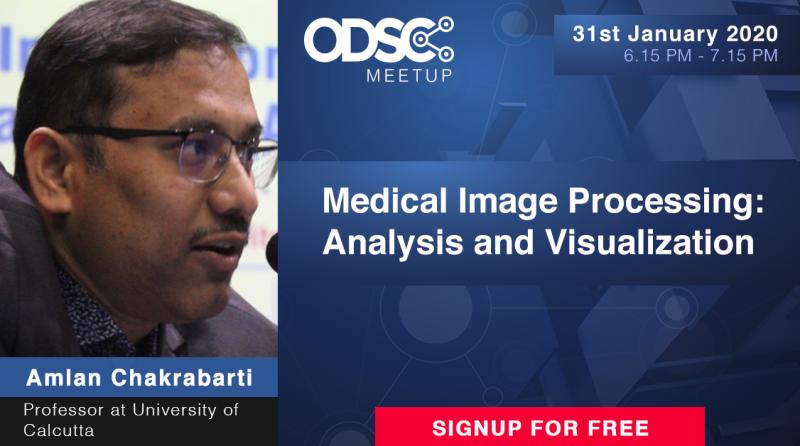 ODSC
MEETUP
31st January 2020
6.15 PM - 7.15 PM
Medical Image Processing:
Analysis and Visualization
Amlan Chakrabarti
Professor at University of
Calcutta
SIGNUP FOR FREE